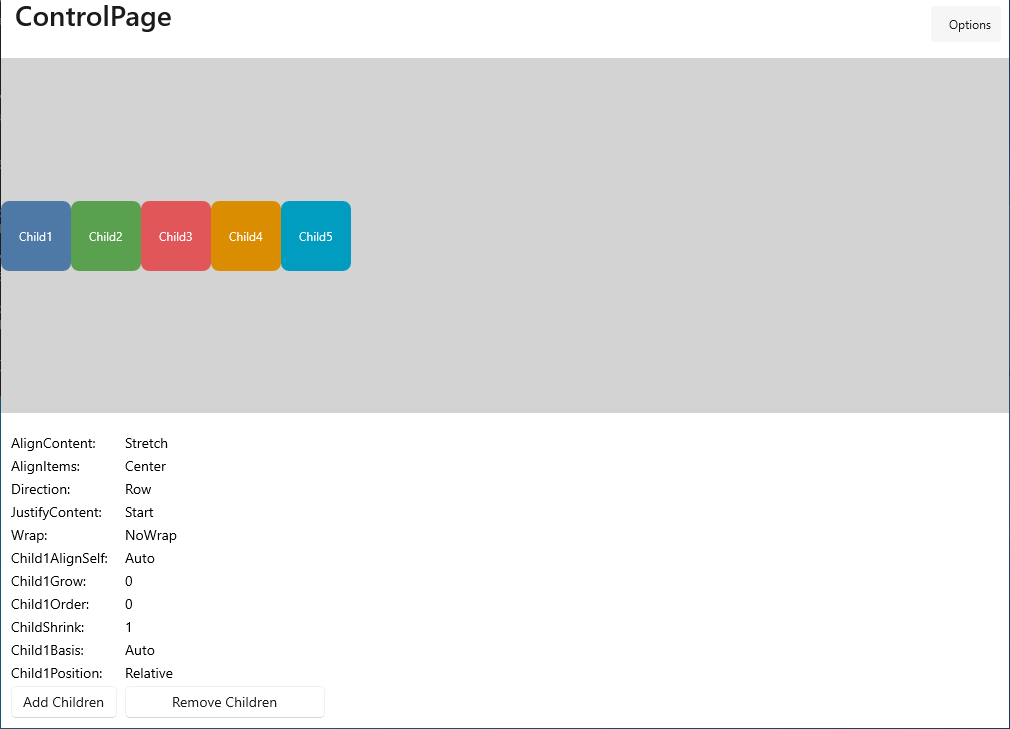 ControlPage
Options
Child1 Child2 Child3 Child4 Child5
AlignContent: Stretch
AlignItems: Center
Direction: Row
JustifyContent: Start
Wrap: NoWrap
Child1AlignSelf: Auto
Child1Grow: 0
Child1Order: 0
ChildShrink: 1
Child1Basis: Auto
Child1Position: Relative
Add Children Remove Children